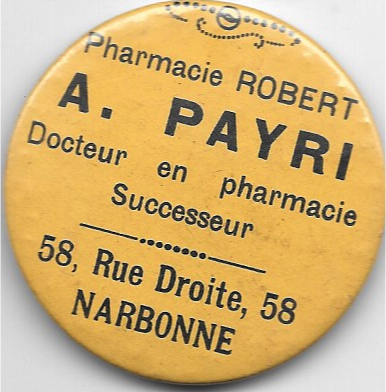 Pharmacie ROBERT
A. PAYRI
Docteur en pharmacie
Successeur
58, Rue Droite, 58
NARBONNE